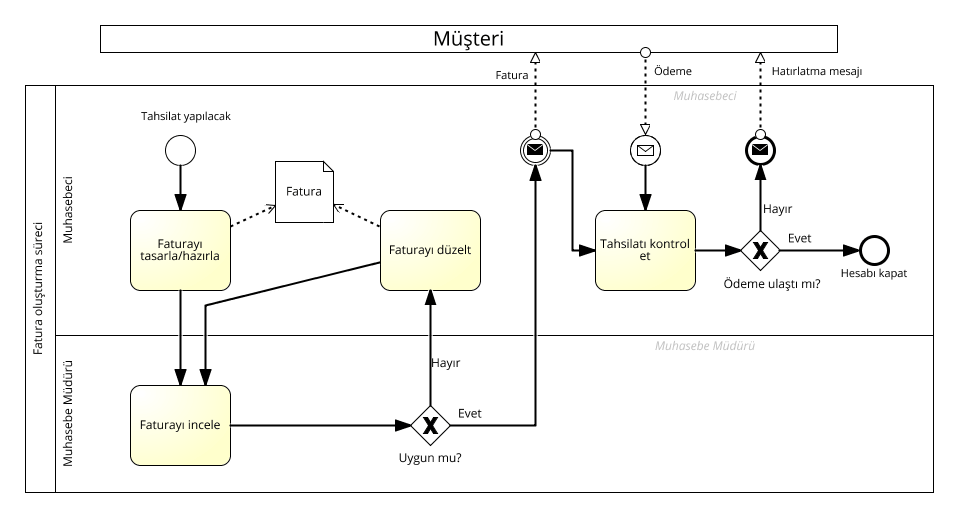 Müşteri
Fatura
Ödeme
Hatırlatma mesajı
Muhasebeci
Tahsilat yapılacak
Fatura oluşturma süreci
Muhasebeci
Fatura
Faturayı
tasarla/hazırla
Faturayı düzelt
Tahsilatı kontrol
et
Hayır
Evet
Ödeme ulaştı mı?
Hesabı kapat
Muhasebe Müdürü
Muhasebe Müdürü
Hayır
Faturayı incele
Evet
Uygun mu?